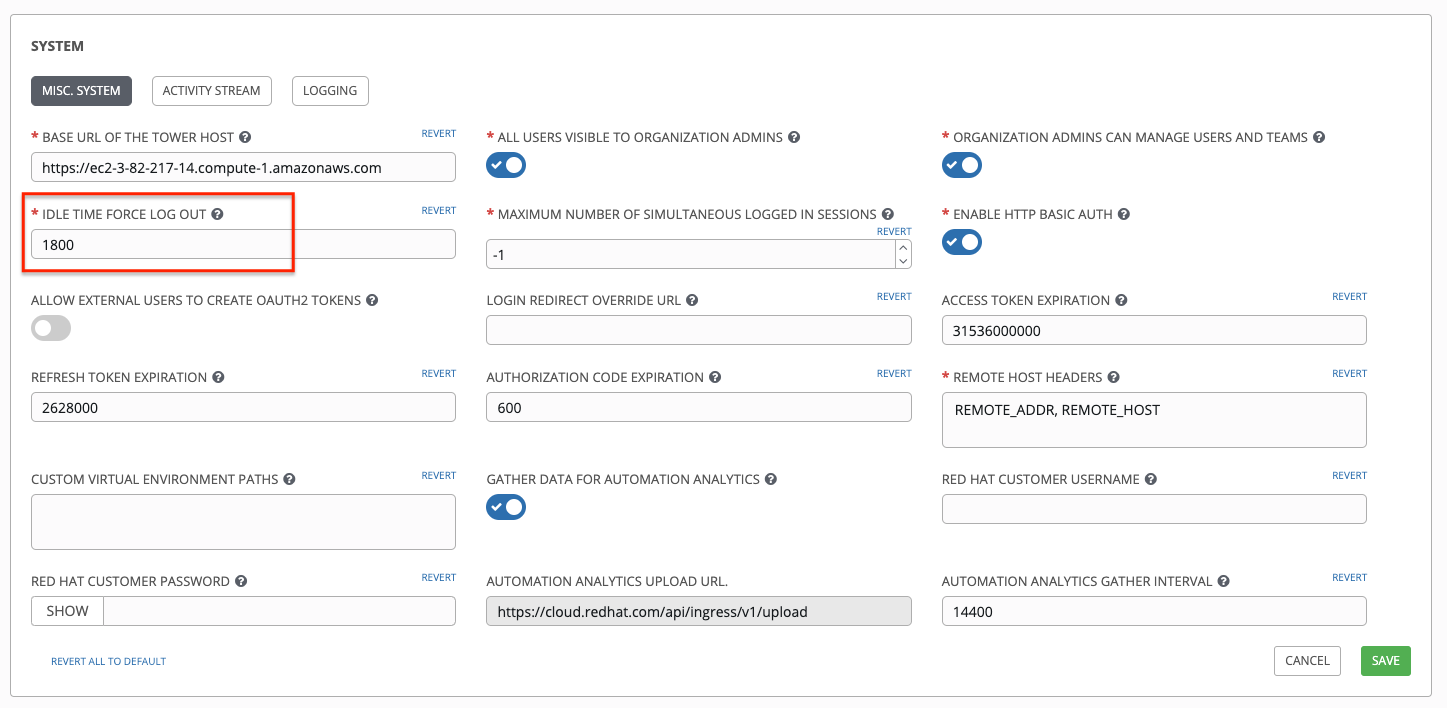 SYSTEM
MISC. SYSTEM ACTIVITY STREAM LOGGING
* BASE URL OF THE TOWER HOST ? REVERT
https://ec2-3-82-217-14.compute-1.amazonaws.com
* ALL USERS VISIBLE TO ORGANIZATION ADMINS ?
* ORGANIZATION ADMINS CAN MANAGE USERS AND TEAMS ?
* IDLE TIME FORCE LOG OUT ? REVERT
1800
* MAXIMUM NUMBER OF SIMULTANEOUS LOGGED IN SESSIONS ?
REVERT
-1
* ENABLE HTTP BASIC AUTH ?
ALLOW EXTERNAL USERS TO CREATE OAUTH2 TOKENS ?
LOGIN REDIRECT OVERRIDE URL ? REVERT
ACCESS TOKEN EXPIRATION ? REVERT
31536000000
REFRESH TOKEN EXPIRATION ? REVERT
2628000
AUTHORIZATION CODE EXPIRATION ? REVERT
600
* REMOTE HOST HEADERS ? REVERT
REMOTE_ADDR, REMOTE_HOST
CUSTOM VIRTUAL ENVIRONMENT PATHS ? REVERT
GATHER DATA FOR AUTOMATION ANALYTICS ?
RED HAT CUSTOMER USERNAME ? REVERT
RED HAT CUSTOMER PASSWORD ? REVERT
SHOW
AUTOMATION ANALYTICS UPLOAD URL.
https://cloud.redhat.com/api/ingress/v1/upload
AUTOMATION ANALYTICS GATHER INTERVAL ? REVERT
14400
REVERT ALL TO DEFAULT
CANCEL SAVE